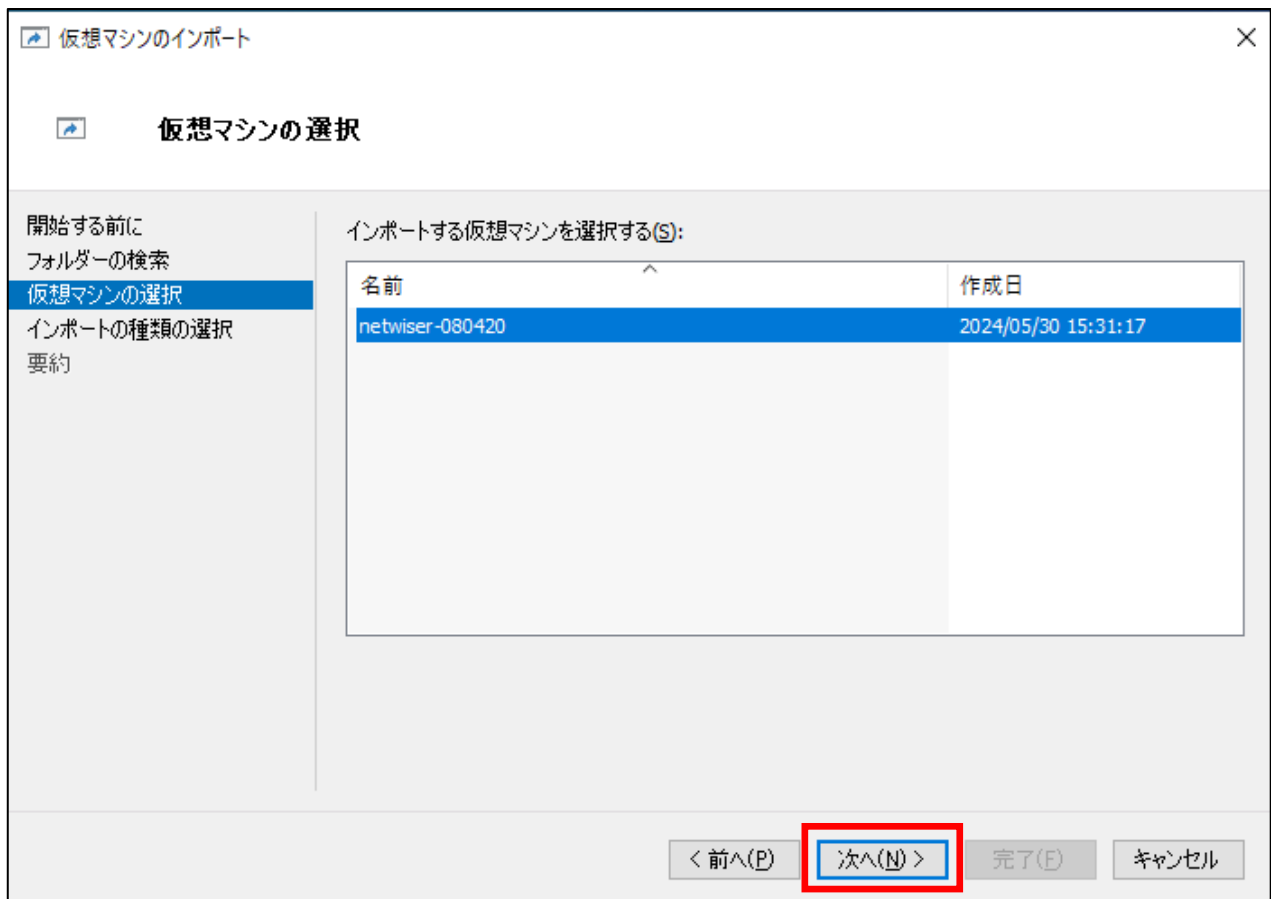 仮想マシンのインポート
仮想マシンの選択
開始する前に
フォルダーの検索
仮想マシンの選択
インポートの種類の選択
要約
インポートする仮想マシンを選択する(S):
名前 作成日
netwiser-080420 2024/05/30 15:31:17
< 前へ(P) 次へ(N) > 完了(F) キャンセル